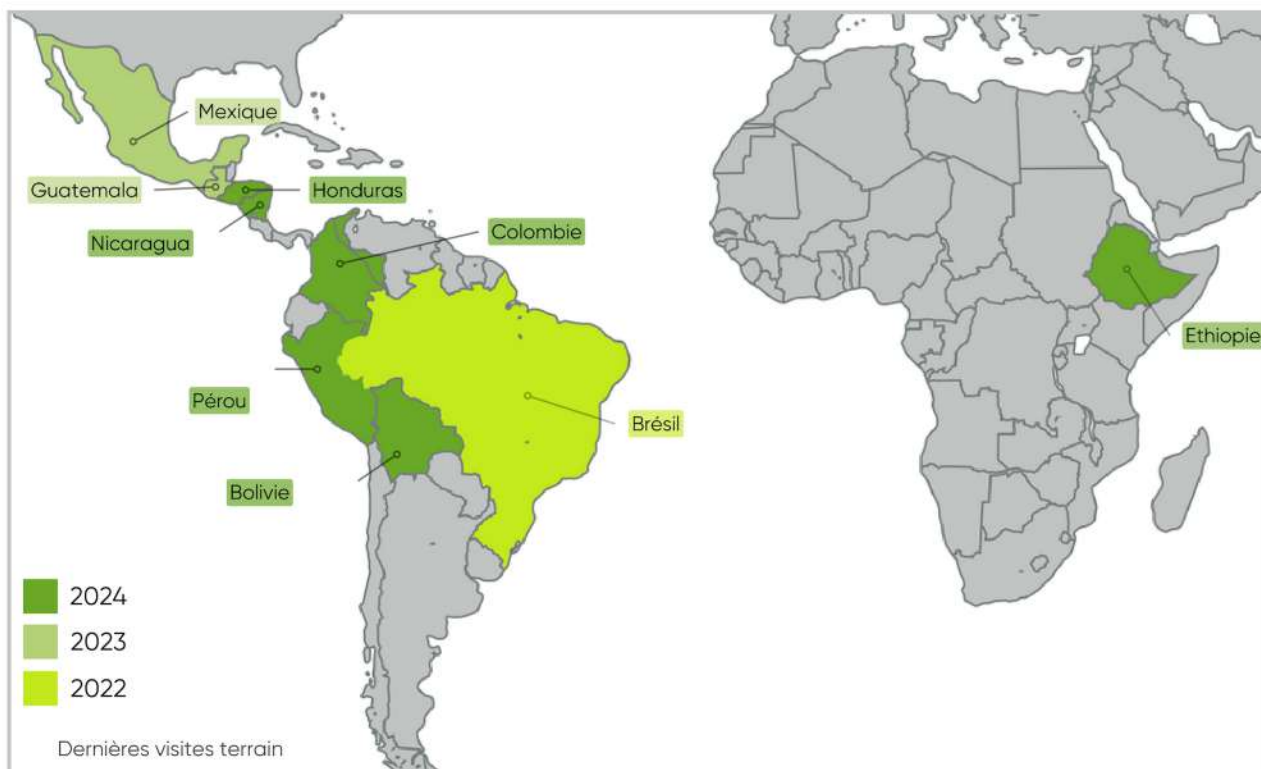 Mexique
Guatemala
Honduras
Nicaragua
Colombie
Ethiopie
Pérou
Brésil
Bolivie
2024
2023
2022
Dernières visites terrain